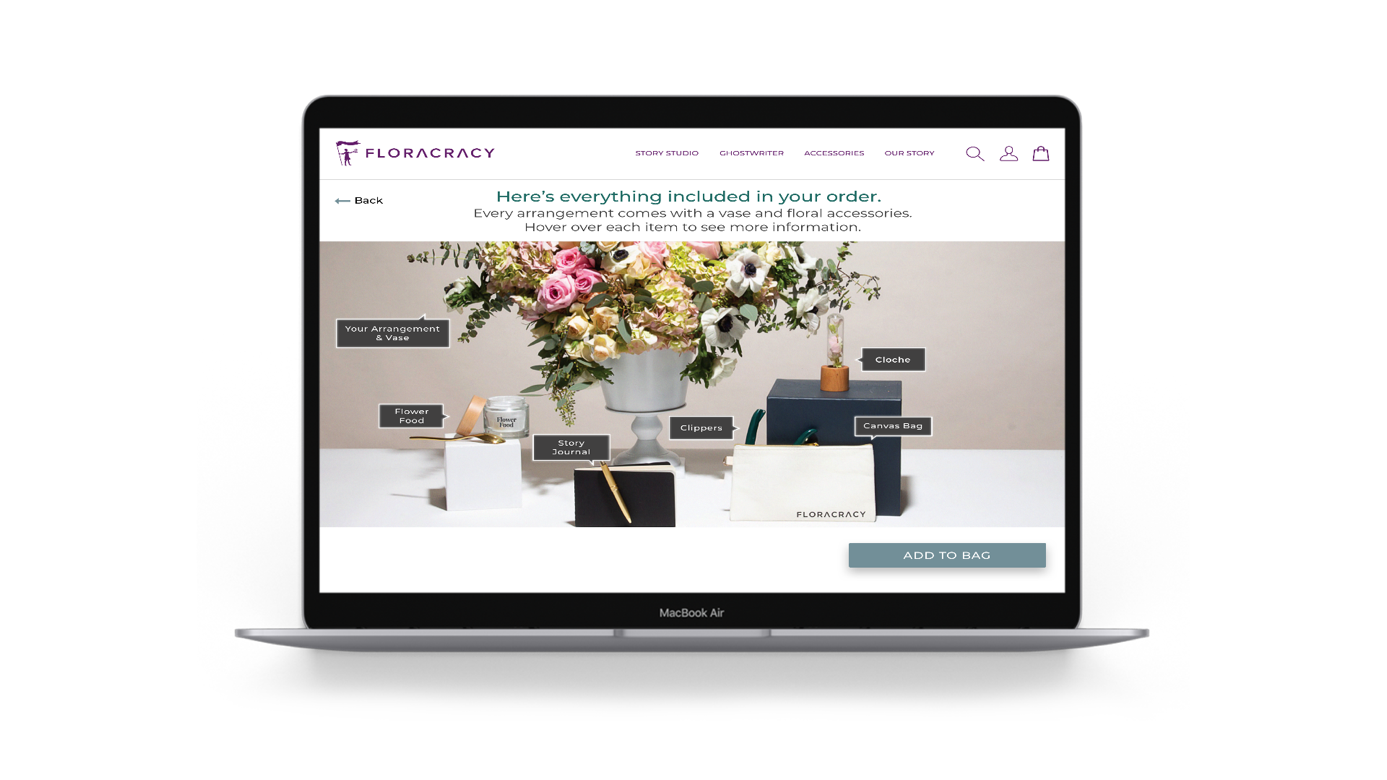 FLORACRACY
STORY STUDIO
GHOSTWRITER
ACCESSORIES
OUR STORY
Back
Here's everything included in your order.
Every arrangement comes with a vase and floral accessories.
Hover over each item to see more information.
Your Arrangement
& Vase
Cloche
Flower
Food
Flower
Food
Story
Journal
Clippers
Canvas Bag
FLORACRACY
ADD TO BAG
MacBook Air